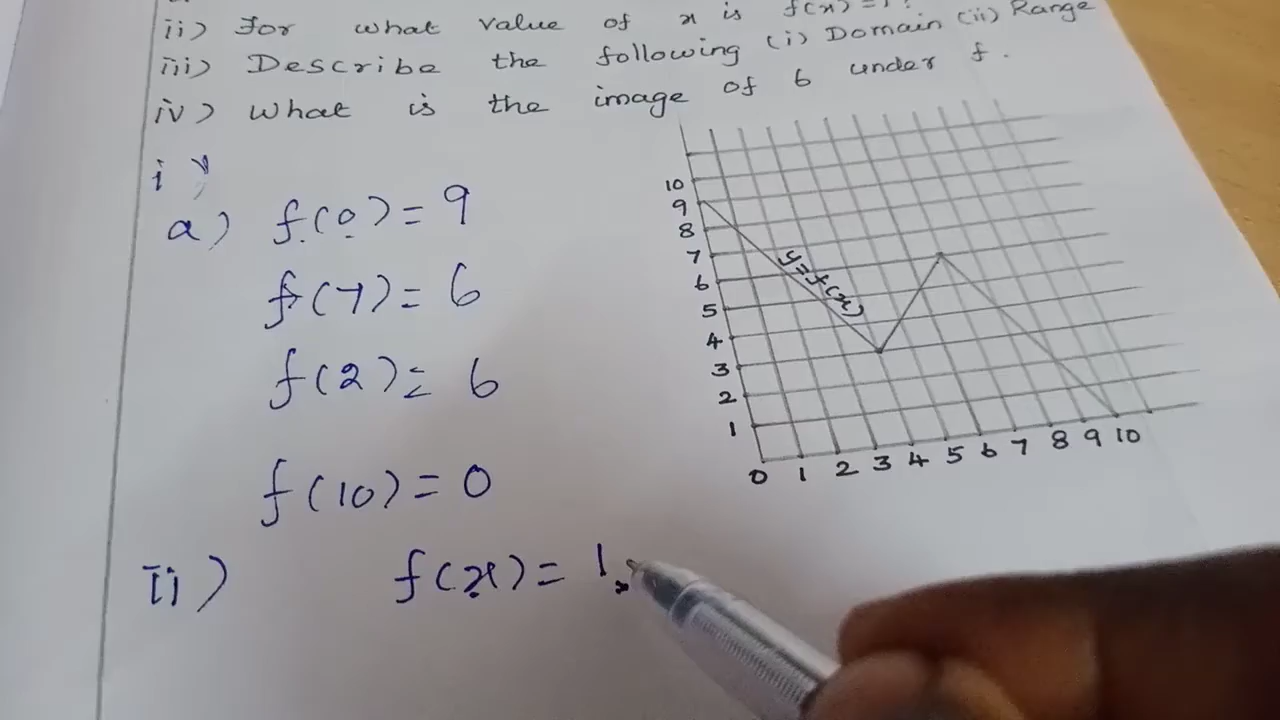 ii) For what value of x is f(x)=1?
iii) Describe the following (i) Domain (ii) Range
iv) What is the image of 6 under f.
i)
a) f(0)=9
f(7)=6
f(2)=6
f(10)=0
ii) f(x)=1
10
9
8
7
6
5
4
3
2
1
y=f(x)
0 1 2 3 4 5 6 7 8 9 10